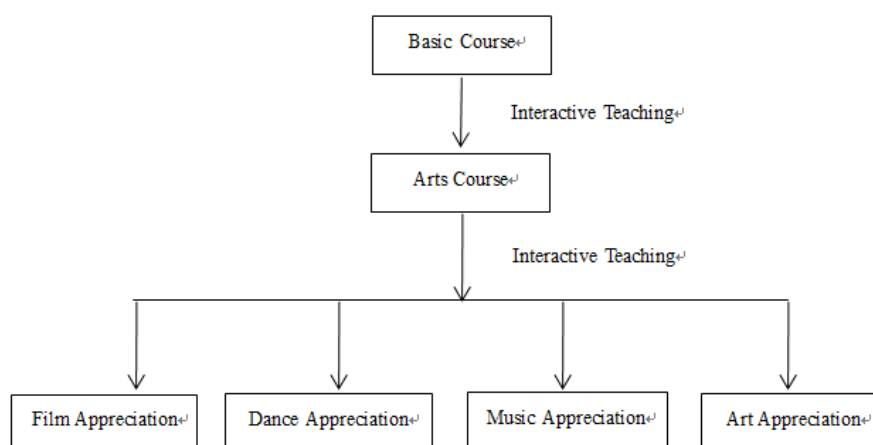 Basic Course
Interactive Teaching
Arts Course
Interactive Teaching
Film Appreciation
Dance Appreciation
Music Appreciation
Art Appreciation